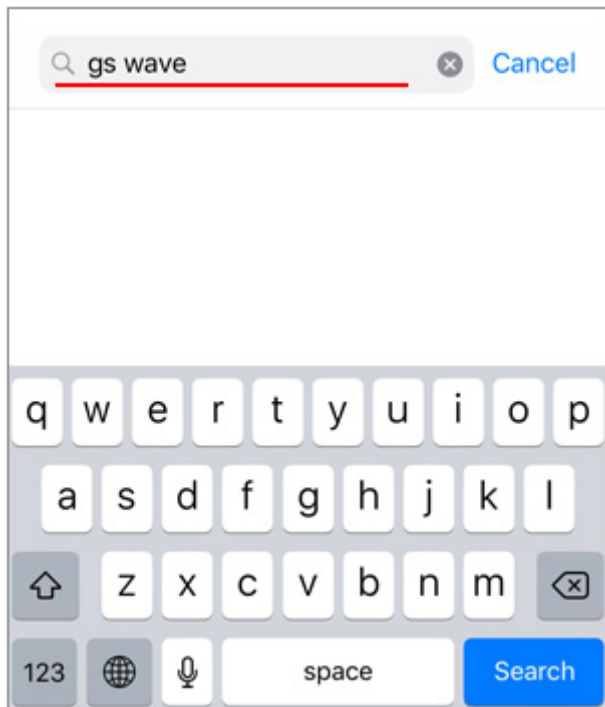 gs wave Cancel
q w e r t y u i o p
a s d f g h j k l
z x c v b n m
123 space Search